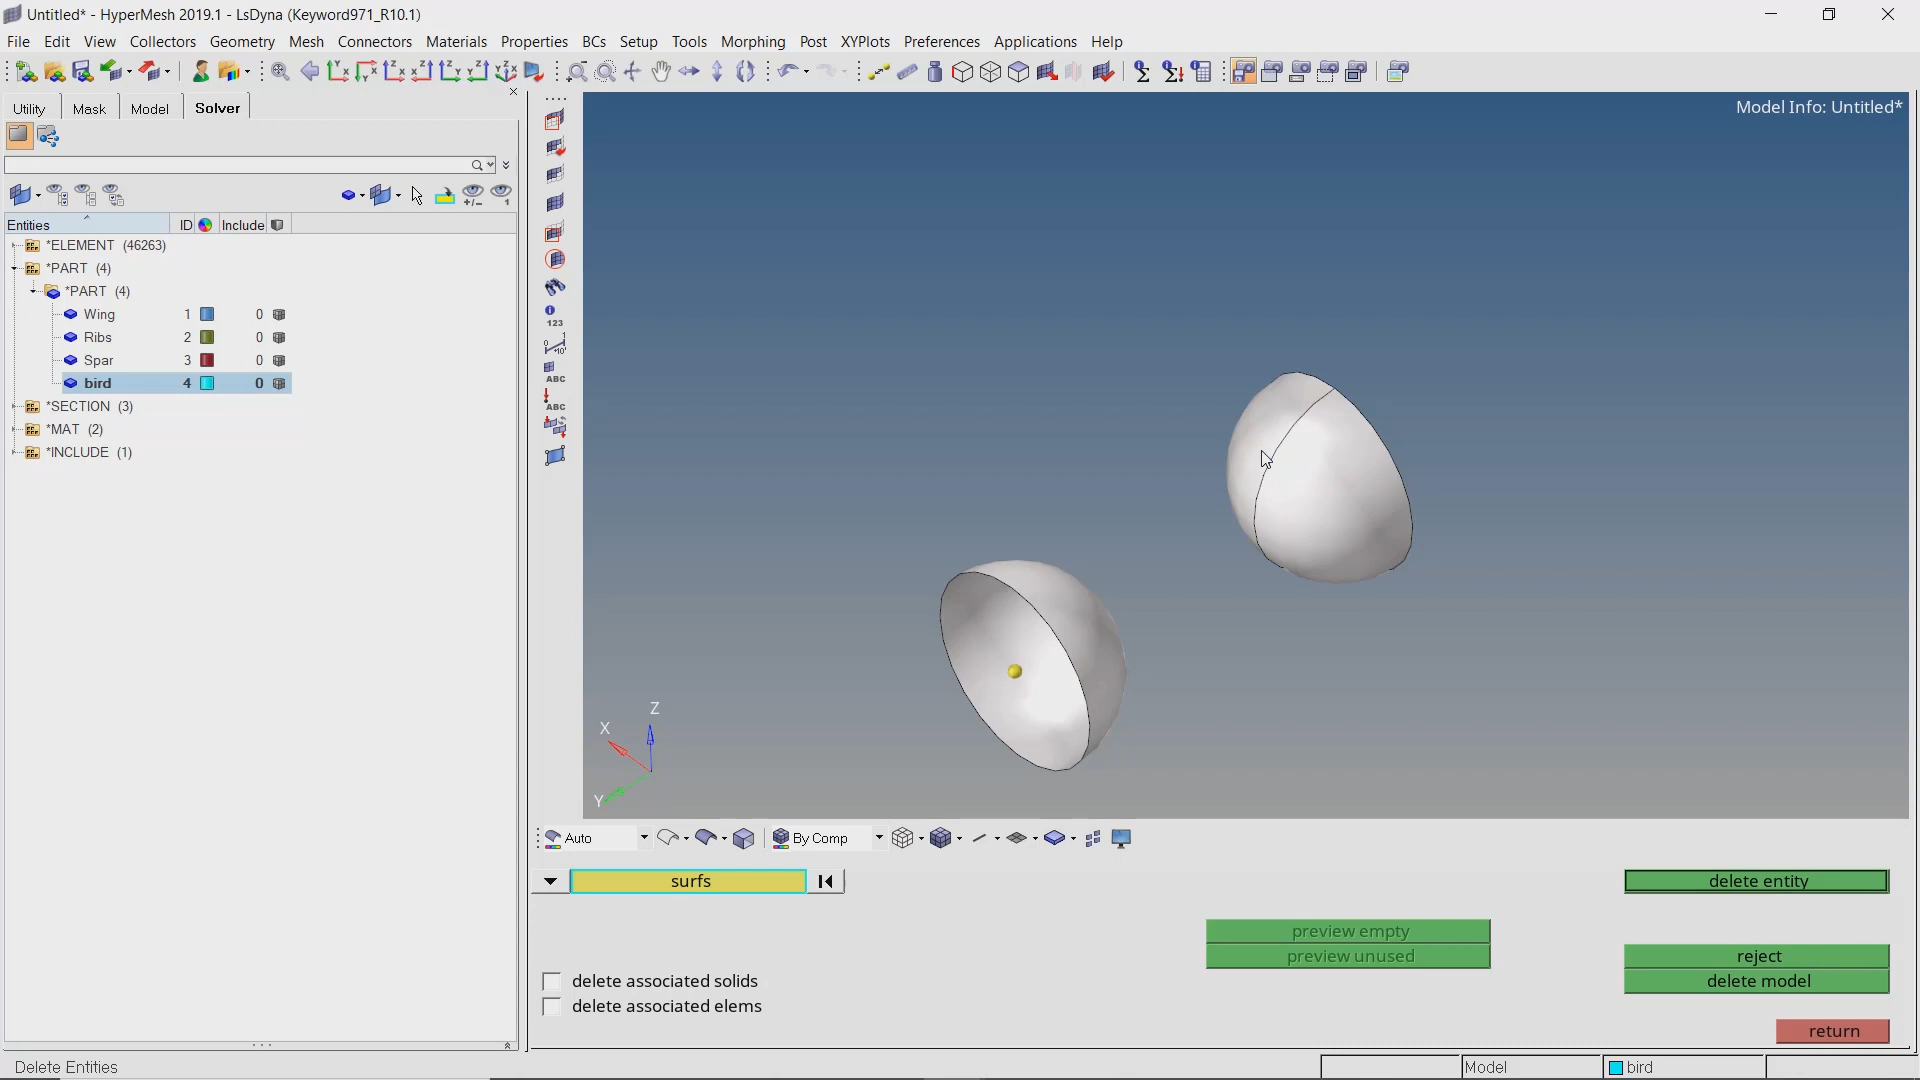 Untitled* - HyperMesh 2019.1 - LsDyna (Keyword971_R10.1)
File Edit View Collectors Geometry Mesh Connectors Materials Properties BCs Setup Tools Morphing Post XYPlots Preferences Applications Help
Utility Mask Model Solver
Model Info: Untitled*
Entities ID Include
*ELEMENT (46263)
*PART (4)
*PART (4)
Wing 1 0
Ribs 2 0
Spar 3 0
bird 4 0
*SECTION (3)
*MAT (2)
*INCLUDE (1)
123
ABC
ABC
Z
X
Y
Auto
By Comp
surfs
delete entity
preview empty
preview unused
reject
delete associated solids
delete model
delete associated elems
return
Delete Entities
Model
bird